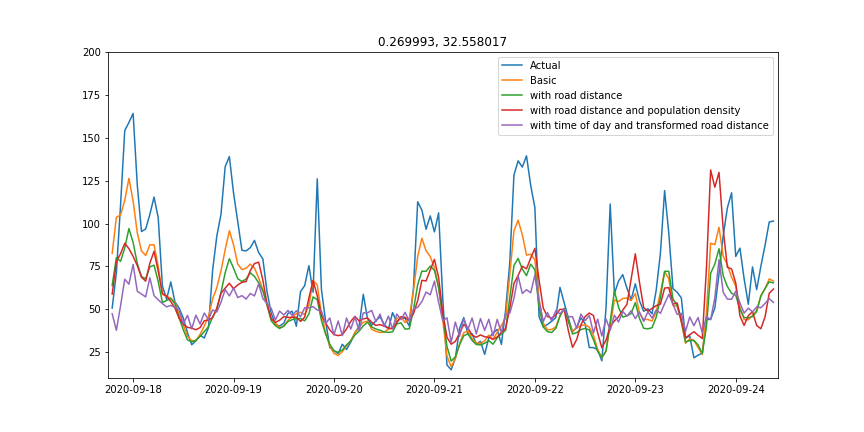 0.269993, 32.558017
200
175
150
125
100
75
50
25
Actual
Basic
with road distance
with road distance and population density
with time of day and transformed road distance
2020-09-18 2020-09-19 2020-09-20 2020-09-21 2020-09-22 2020-09-23 2020-09-24